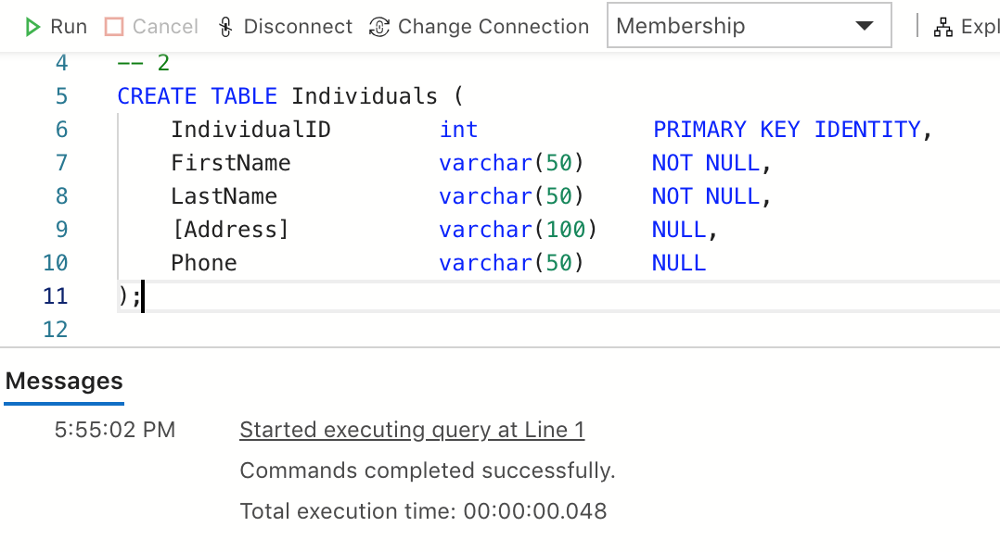 Run Cancel Disconnect Change Connection Membership Expl
4 -- 2
5 CREATE TABLE Individuals (
6 IndividualID int PRIMARY KEY IDENTITY,
7 FirstName varchar(50) NOT NULL,
8 LastName varchar(50) NOT NULL,
9 [Address] varchar(100) NULL,
10 Phone varchar(50) NULL
11 );
12
Messages
5:55:02 PM Started executing query at Line 1
Commands completed successfully.
Total execution time: 00:00:00.048